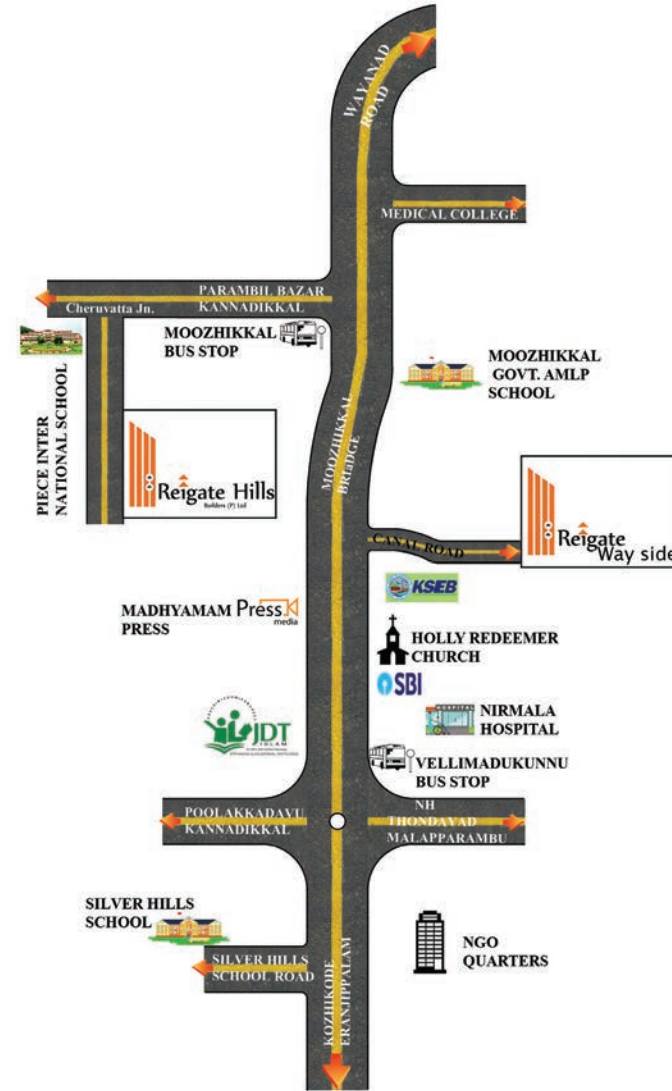 WAYANAD
ROAD
MEDICAL COLLEGE
PARAMBIL BAZAR
KANNADIKKAL
Cheruvatta Jn.
MOOZHIKKAL
BUS STOP
MOOZHIKKAL
GOVT. AMLP
SCHOOL
PIECE INTER
NATIONAL SCHOOL
Reigate Hills
Builders (P) Ltd
MOOZHIKKAL
BRIdDGE
CANAL ROAD
Reigate
Way side
KSEB
MADHYAMAM
PRESS
Press
media
HOLLY REDEEMER
CHURCH
SBI
JDT
ISLAM
HOSPITAL
NIRMALA
HOSPITAL
VELLIMADUKUNNU
BUS STOP
POOLAKKADAVU
KANNADIKKAL
NH
THONDAYAD
MALAPPARAMBU
SILVER HILLS
SCHOOL
SILVER HILLS
SCHOOL ROAD
NGO
QUARTERS
KOZHIKODE
ERANJIPPALAM